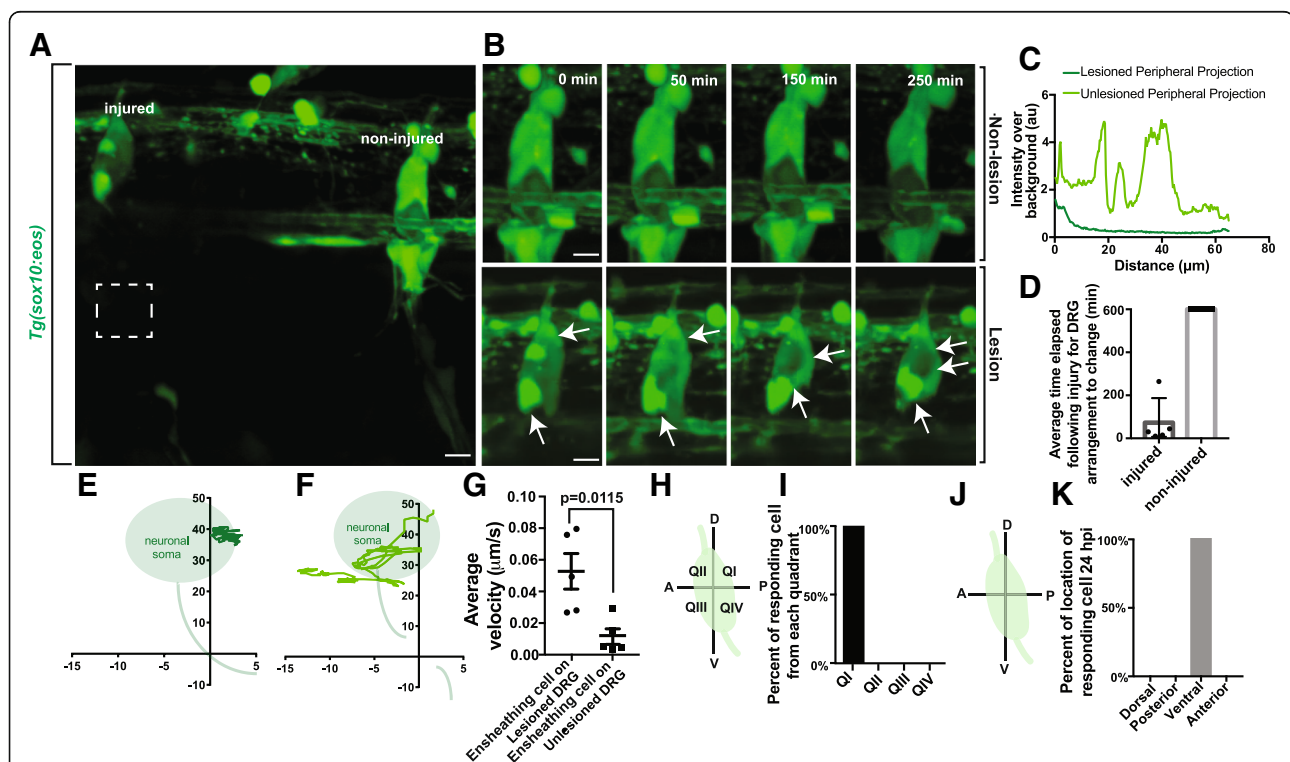 A
Tg(sox10:eos)
injured
non-injured
B
0 min
50 min
150 min
250 min
Non-lesion
Lesion
C
Lesioned Peripheral Projection
Unlesioned Peripheral Projection
Intensity over
background (au)
6
4
2
0
0
20
40
60
80
Distance (µm)
D
Average time elapsed
following injury for DRG
arrangement to change (min)
600
400
200
0
injured
non-injured
E
neuronal
soma
50
40
30
20
10
-10
-15
-10
-5
5
F
neuronal
soma
50
40
30
20
10
-10
-15
-10
-5
5
G
p=0.0115
Average
velocity (µm/s)
0.10
0.08
0.06
0.04
0.02
0.00
Ensheathing cell on
Lesioned DRG
Ensheathing cell on
Unlesioned DRG
H
D
QII
QI
A
P
QIII
QIV
V
I
Percent of responding cell
from each quadrant
100%
50%
0%
QI
QII
QIII
QIV
J
D
A
P
V
K
Percent of location of
responding cell 24 hpi
100%
50%
0%
Dorsal
Posterior
Ventral
Anterior